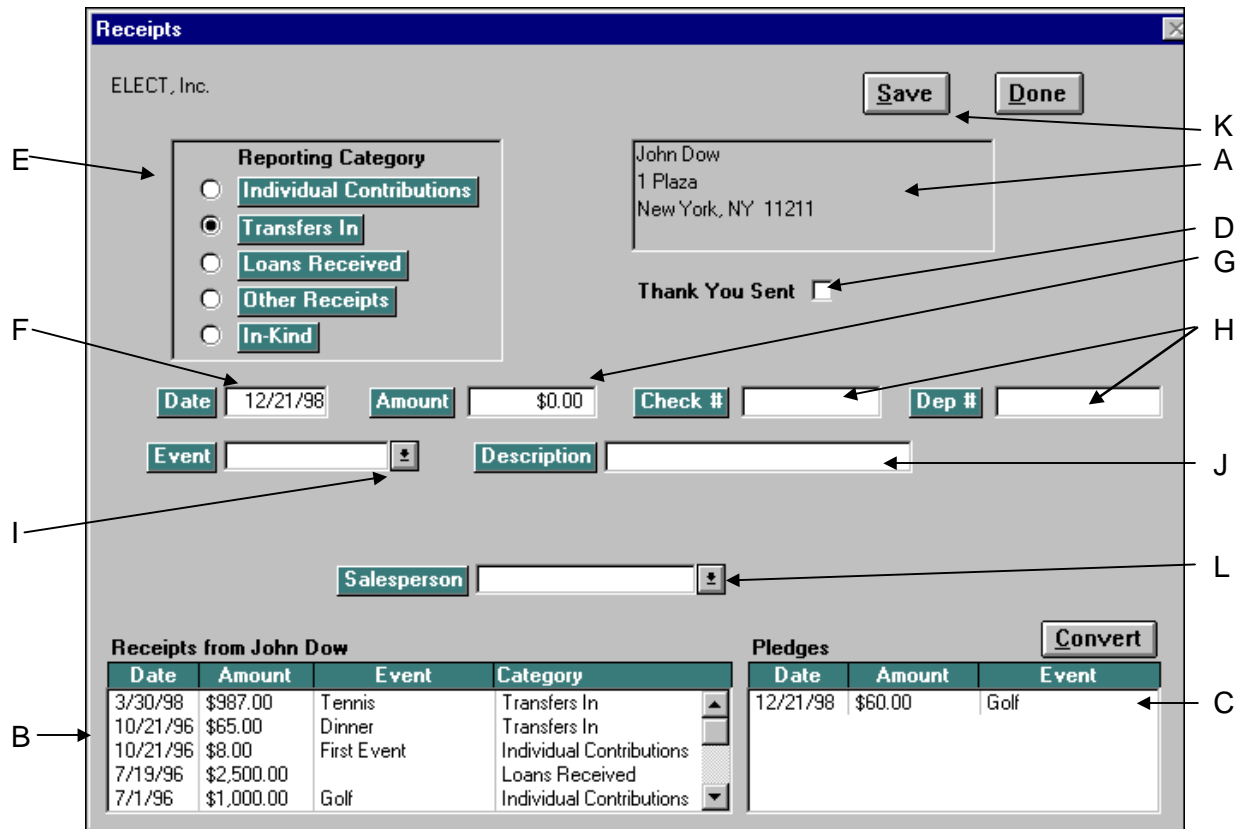 Receipts
ELECT, Inc.
Save Done
K
E
Reporting Category
Individual Contributions
Transfers In
Loans Received
Other Receipts
In-Kind
John Dow
1 Plaza
New York, NY 11211
A
D
G
Thank You Sent
F
H
Date 12/21/98 Amount $0.00 Check # Dep #
Event Description
J
I
Salesperson
L
Receipts from John Dow
Date Amount Event Category
3/30/98 $987.00 Tennis Transfers In
10/21/96 $65.00 Dinner Transfers In
10/21/96 $8.00 First Event Individual Contributions
7/19/96 $2,500.00 Loans Received
7/1/96 $1,000.00 Golf Individual Contributions
B
Pledges
Convert
Date Amount Event
12/21/98 $60.00 Golf
C